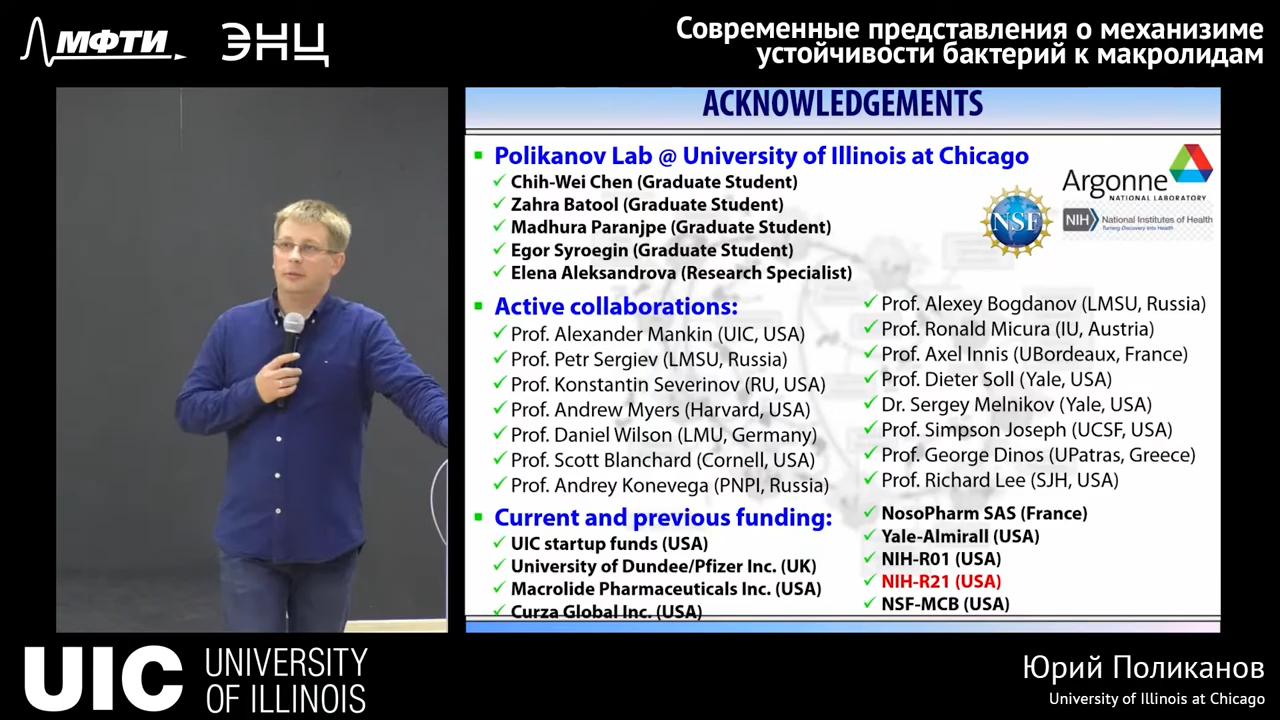 МФТИ
ЭНЦ
Современные представления о механизиме
устойчивости бактерий к макролидам
ACKNOWLEDGEMENTS
Polikanov Lab @ University of Illinois at Chicago
Chih-Wei Chen (Graduate Student)
Zahra Batool (Graduate Student)
Madhura Paranjpe (Graduate Student)
Egor Syroegin (Graduate Student)
Elena Aleksandrova (Research Specialist)
Argonne
NATIONAL LABORATORY
NSF
NIH
National Institutes of Health
Turning Discovery Into Health
Active collaborations:
Prof. Alexander Mankin (UIC, USA)
Prof. Petr Sergiev (LMSU, Russia)
Prof. Konstantin Severinov (RU, USA)
Prof. Andrew Myers (Harvard, USA)
Prof. Daniel Wilson (LMU, Germany)
Prof. Scott Blanchard (Cornell, USA)
Prof. Andrey Konevega (PNPI, Russia)
Prof. Alexey Bogdanov (LMSU, Russia)
Prof. Ronald Micura (IU, Austria)
Prof. Axel Innis (UBordeaux, France)
Prof. Dieter Soll (Yale, USA)
Dr. Sergey Melnikov (Yale, USA)
Prof. Simpson Joseph (UCSF, USA)
Prof. George Dinos (UPatras, Greece)
Prof. Richard Lee (SJH, USA)
Current and previous funding:
UIC startup funds (USA)
University of Dundee/Pfizer Inc. (UK)
Macrolide Pharmaceuticals Inc. (USA)
Curza Global Inc. (USA)
NosoPharm SAS (France)
Yale-Almirall (USA)
NIH-R01 (USA)
NIH-R21 (USA)
NSF-MCB (USA)
UIC
UNIVERSITY
OF ILLINOIS
Юрий Поликанов
University of Illinois at Chicago